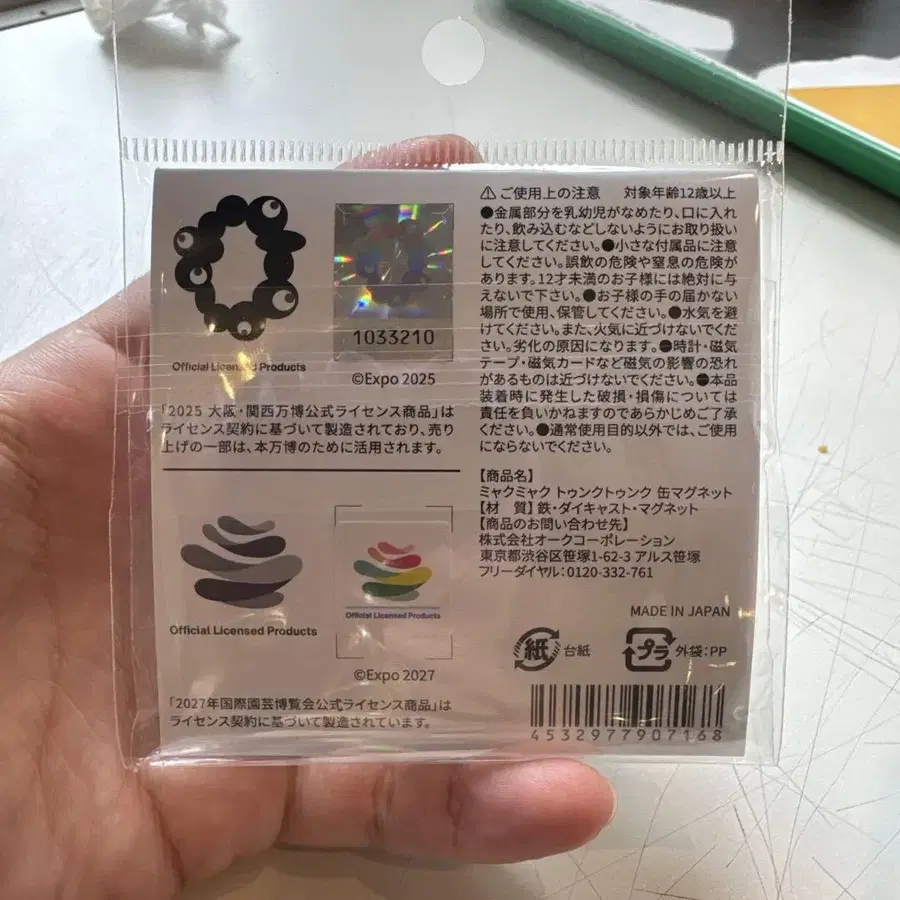 1033210
Official Licensed Products
©Expo 2025
「2025 大阪・関西万博公式ライセンス商品」は
ライセンス契約に基づいて製造されており、売り
上げの一部は、本万博のために活用されます。
Official Licensed Products
Official Licensed Products
©Expo 2027
「2027年国際園芸博覧会公式ライセンス商品」は
ライセンス契約に基づいて製造されています。
⚠ご使用上の注意 対象年齢12歳以上
●金属部分を乳幼児がなめたり、口に入れ
たり、飲み込むなどしないようにお取り扱い
に注意してください。●小さな付属品に注意
してください。誤飲の危険や窒息の危険が
あります。12才未満のお子様には絶対に与
えないで下さい。●お子様の手の届かない
場所で使用、保管してください。●水気を避
けてください。また、火気に近づけないでくだ
さい。劣化の原因になります。●時計・磁気
テープ・磁気カードなど磁気の影響の恐れ
があるものは近づけないでください。●本品
装着時に発生した破損・損傷については
責任を負いかねますのであらかじめご了承
ください。●通常使用目的以外では、ご使用
にならないでください。
【商品名】
ミャクミャク トゥンクトゥンク 缶マグネット
【材 質】鉄・ダイキャスト・マグネット
【商品のお問い合わせ先】
株式会社オークコーポレーション
東京都渋谷区笹塚1-62-3 アルス笹塚
フリーダイヤル:0120-332-761
MADE IN JAPAN
紙 台紙
プラ 外袋:PP
4532977907168